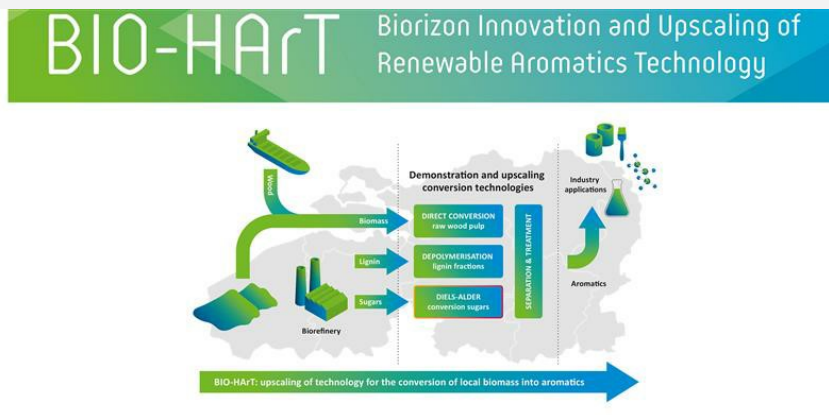 BIO-HArT
Biorizon Innovation and Upscaling of
Renewable Aromatics Technology
Wood
Demonstration and upscaling
conversion technologies
Industry
applications
Biomass
DIRECT CONVERSION
raw wood pulp
Lignin
DEPOLYMERISATION
lignin fractions
Sugars
DIELS-ALDER
conversion sugars
SEPARATION & TREATMENT
Aromatics
Biorefinery
BIO-HArT: upscaling of technology for the conversion of local biomass into aromatics